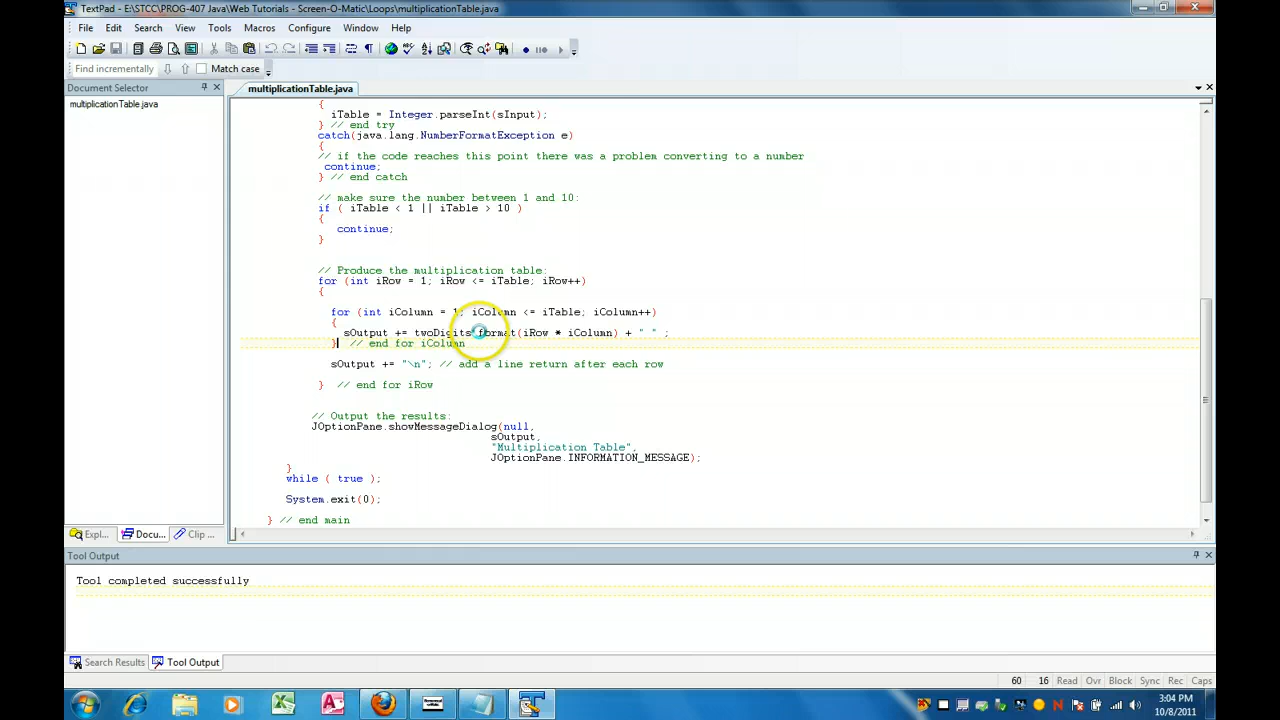 TextPad - E:\STCC\PROG-407 Java\Web Tutorials - Screen-O-Matic\Loops\multiplicationTable.java
File Edit Search View Tools Macros Configure Window Help
Find incrementally Match case
Document Selector
multiplicationTable.java
multiplicationTable.java
{
iTable = Integer.parseInt(sInput);
} // end try
catch(java.lang.NumberFormatException e)
{
// if the code reaches this point there was a problem converting to a number
continue;
} // end catch
// make sure the number between 1 and 10:
if ( iTable < 1 || iTable > 10 )
{
continue;
}
// Produce the multiplication table:
for (int iRow = 1; iRow <= iTable; iRow++)
{
for (int iColumn = 1; iColumn <= iTable; iColumn++)
{
sOutput += twoDigits.format(iRow * iColumn) + " " ;
} // end for iColumn
sOutput += "\n"; // add a line return after each row
} // end for iRow
// Output the results:
JOptionPane.showMessageDialog(null,
sOutput,
"Multiplication Table",
JOptionPane.INFORMATION_MESSAGE);
}
while ( true );
System.exit(0);
} // end main
Expl... Docu... Clip ...
Tool Output
Tool completed successfully
Search Results Tool Output
60 16 Read Ovr Block Sync Rec Caps
3:04 PM
10/8/2011